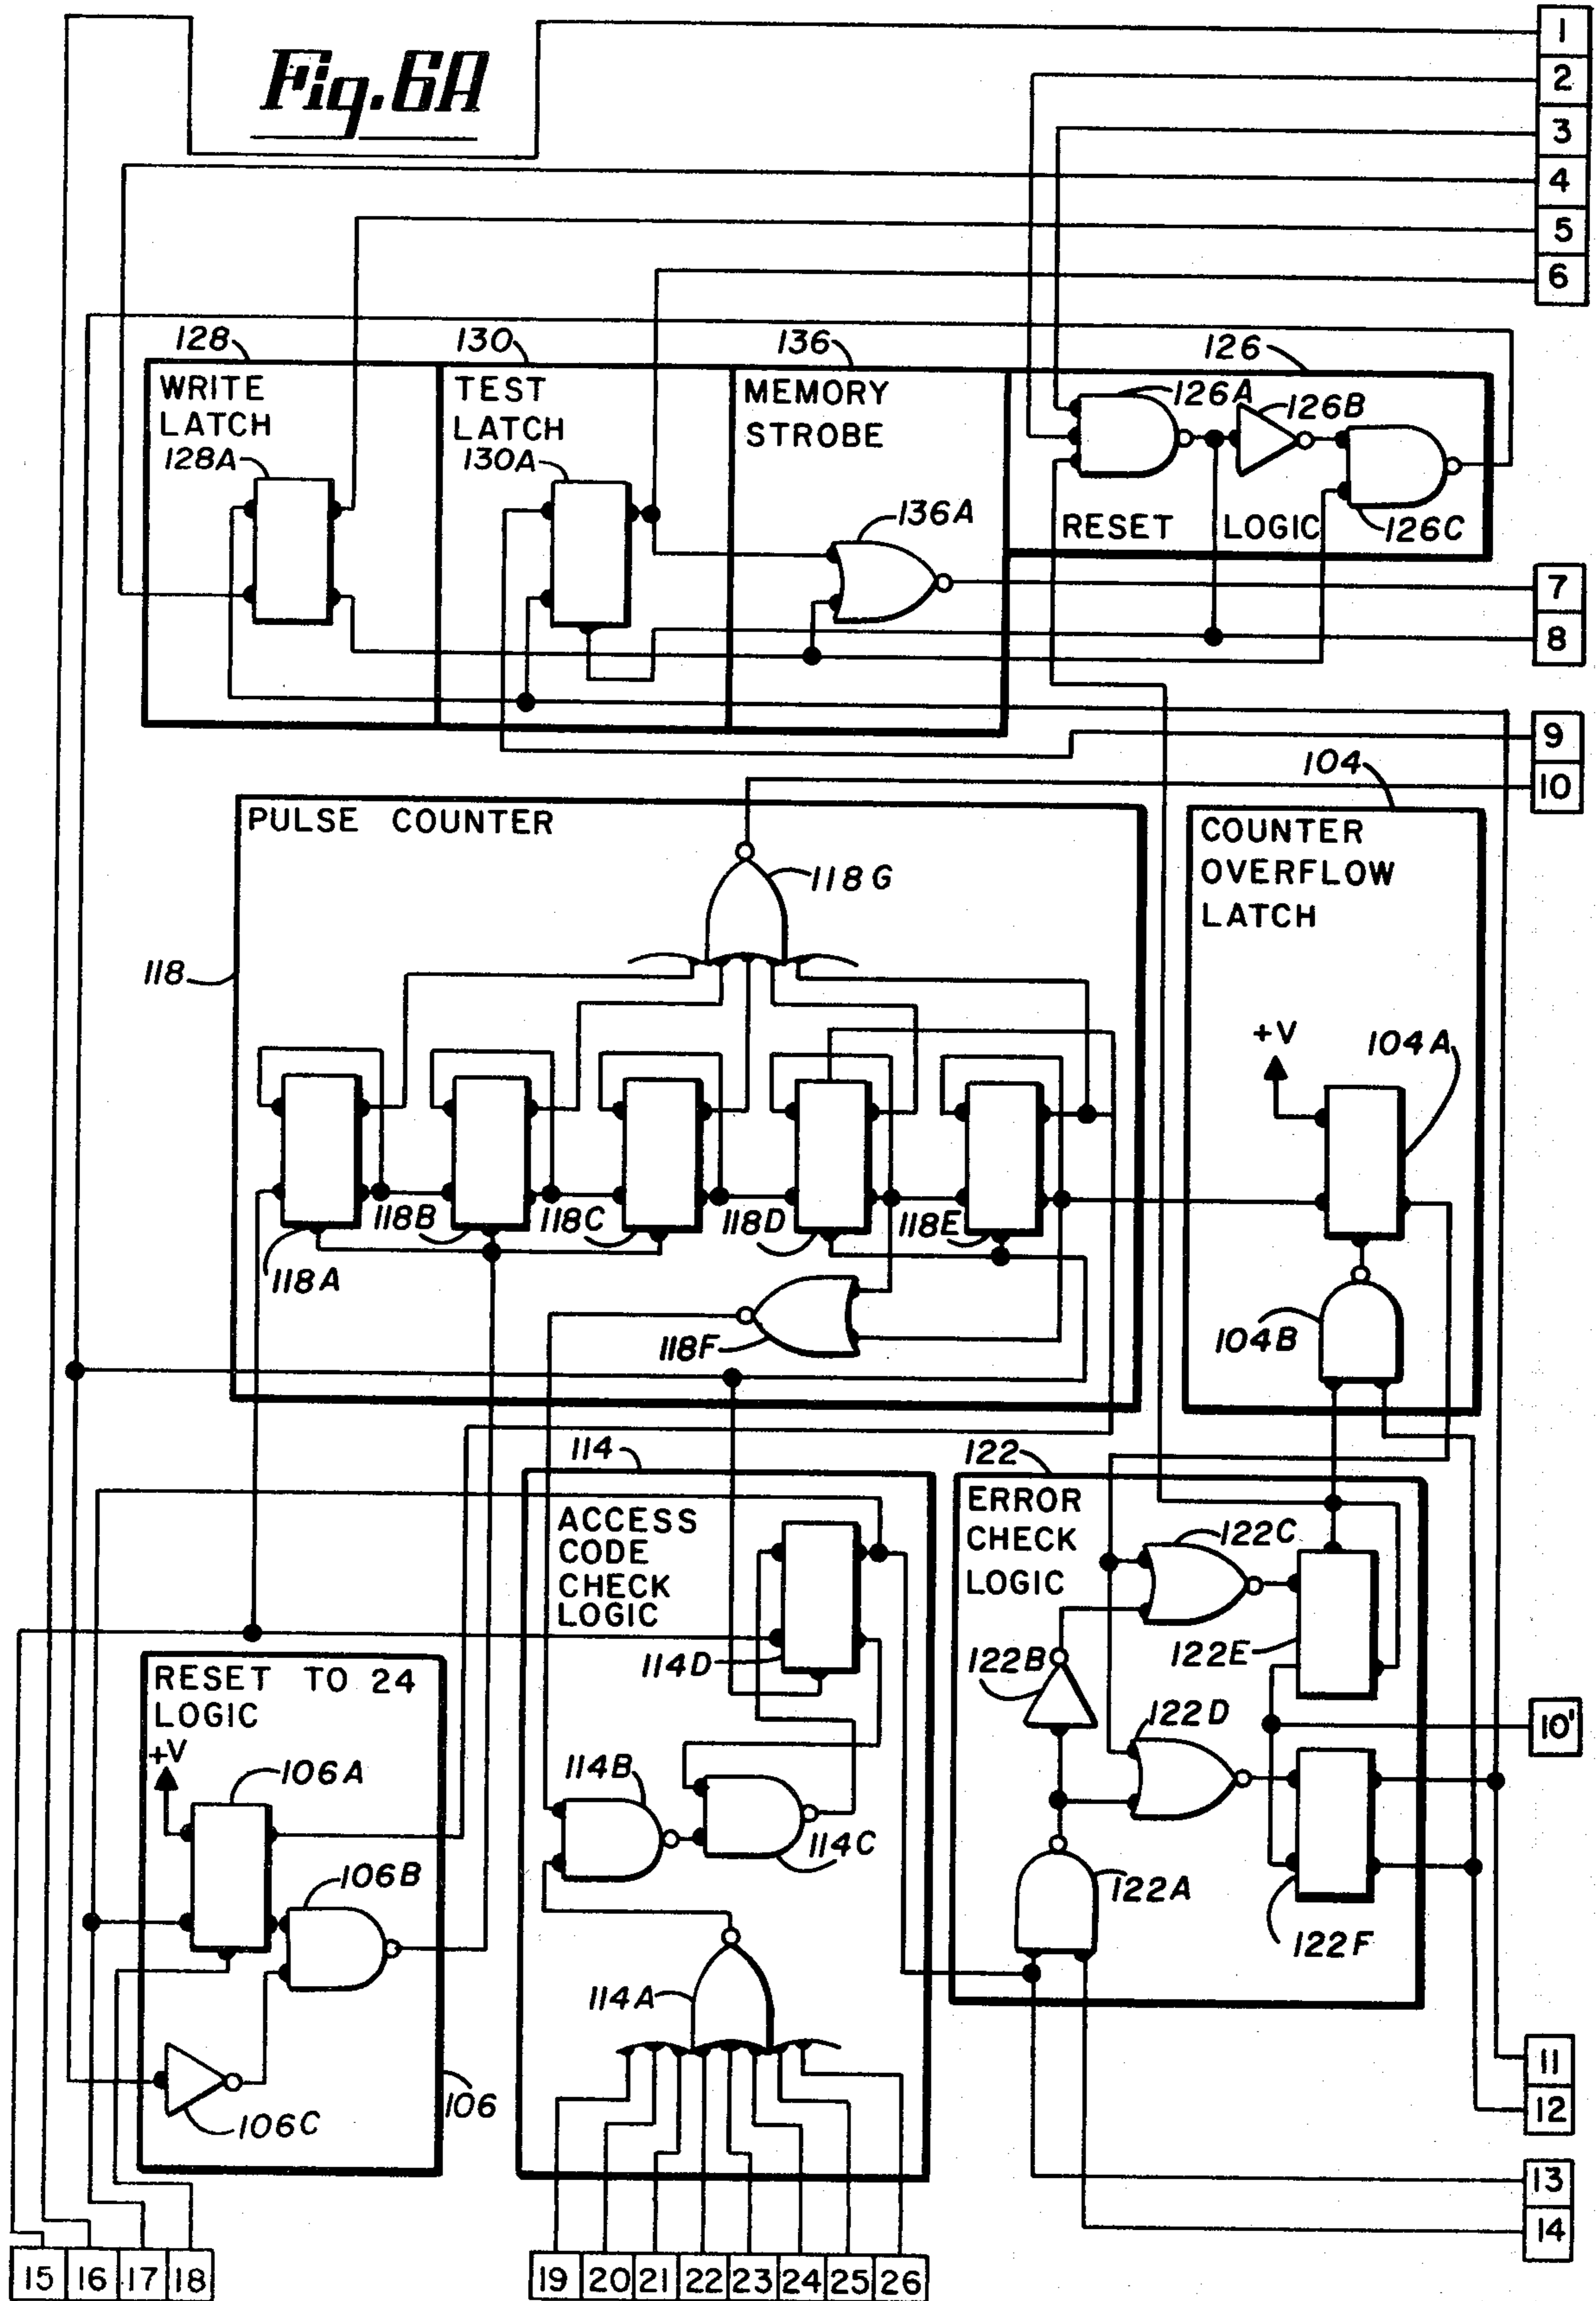 Fig.6A
1
2
3
4
5
6
128
130
136
126
WRITE
LATCH
128A
TEST
LATCH
130A
MEMORY
STROBE
136A
126A
126B
RESET LOGIC
126C
7
8
9
10
104
PULSE COUNTER
118G
118
COUNTER
OVERFLOW
LATCH
+V
104A
118B
118C
118D
118E
118A
118F
104B
114
122
ACCESS
CODE
CHECK
LOGIC
114D
ERROR
CHECK
LOGIC
122C
122B
122E
122D
10'
RESET TO 24
LOGIC
+V
106A
106B
114B
114C
122A
122F
114A
106C
106
11
12
13
14
15 16 17 18
19 20 21 22 23 24 25 26